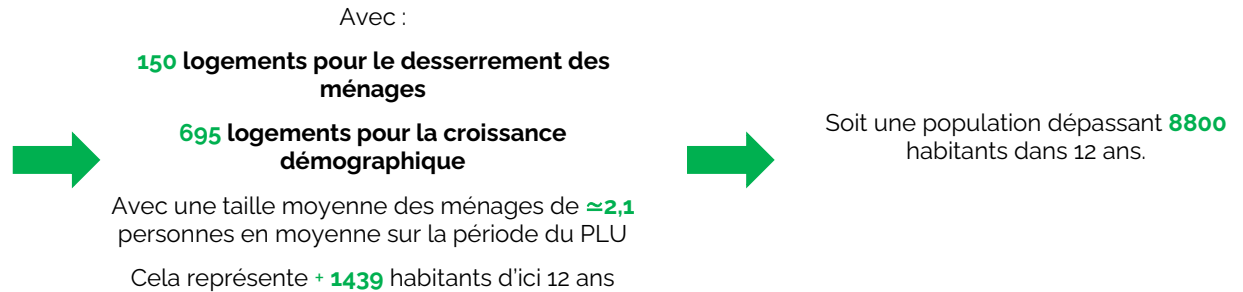 Avec :
150 logements pour le desserrement des
ménages
695 logements pour la croissance
démographique
Avec une taille moyenne des ménages de ≃2,1
personnes en moyenne sur la période du PLU
Cela représente + 1439 habitants d'ici 12 ans
Soit une population dépassant 8800
habitants dans 12 ans.